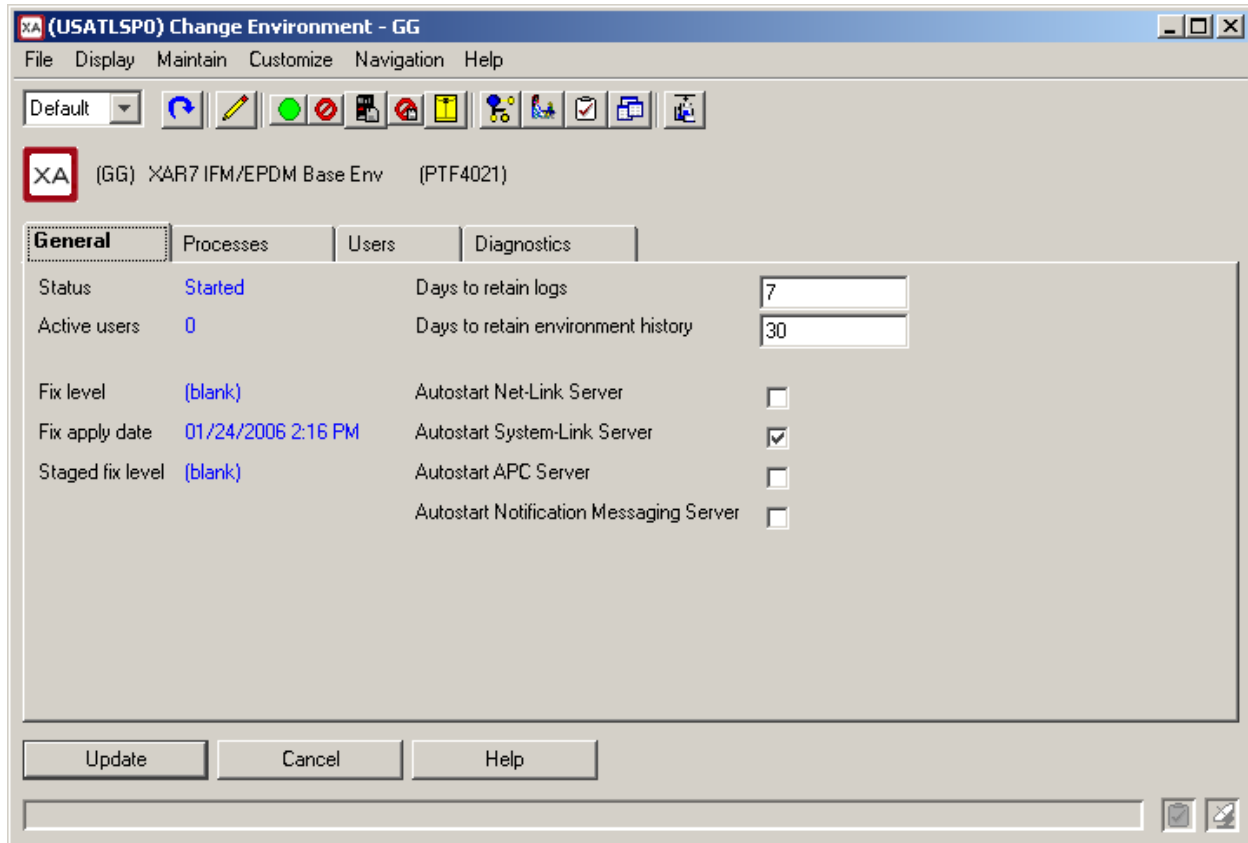 XA (USATLSP0) Change Environment - GG
File Display Maintain Customize Navigation Help
Default
XA (GG) XAR7 IFM/EPDM Base Env (PTF4021)
General Processes Users Diagnostics
Status Started Days to retain logs 7
Active users 0 Days to retain environment history 30
Fix level (blank) Autostart Net-Link Server
Fix apply date 01/24/2006 2:16 PM Autostart System-Link Server
Staged fix level (blank) Autostart APC Server
Autostart Notification Messaging Server
Update Cancel Help